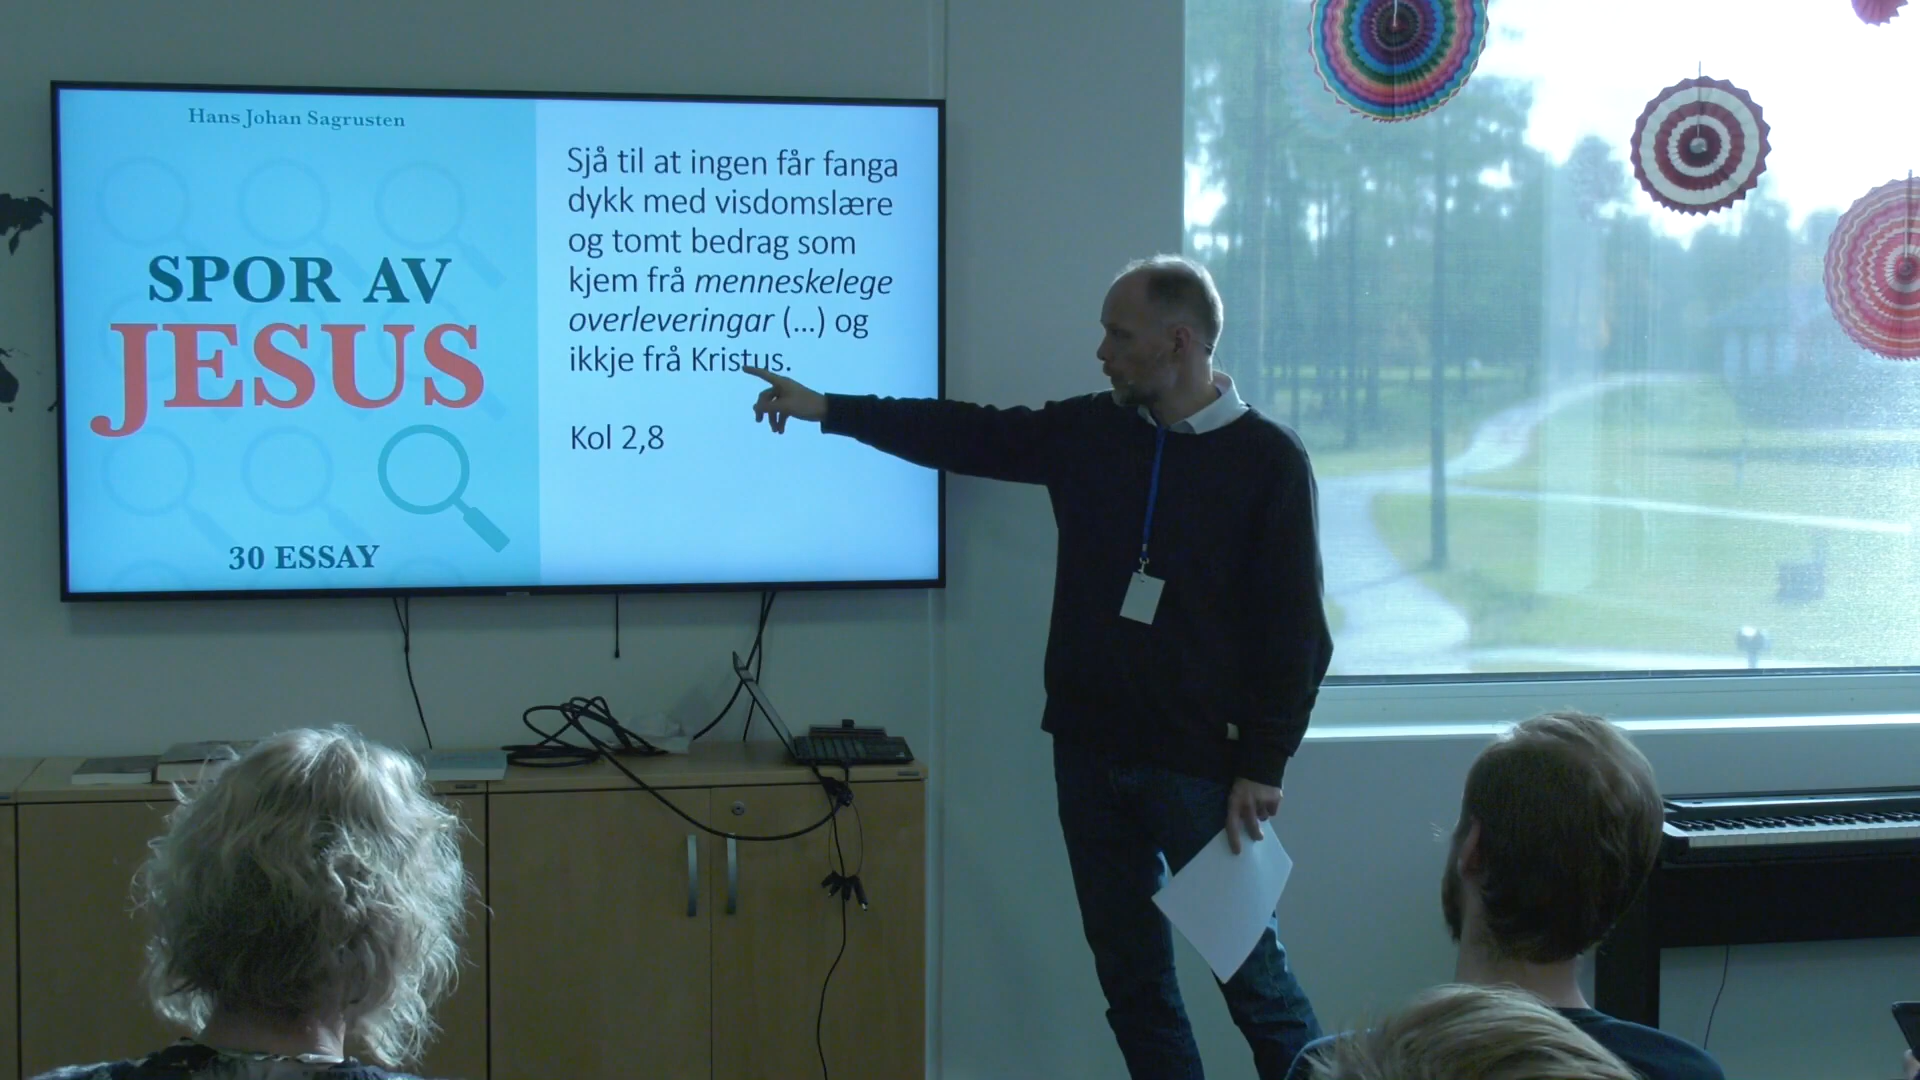 Hans Johan Sagrusten
SPOR AV
JESUS
30 ESSAY
Sjå til at ingen får fanga
dykk med visdomslære
og tomt bedrag som
kjem frå menneskelege
overleveringar (...) og
ikkje frå Kristus.
Kol 2,8